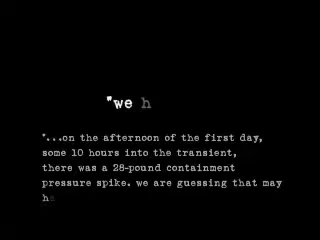 "we h
"...on the afternoon of the first day,
some 10 hours into the transient,
there was a 28-pound containment
pressure spike. we are guessing that may
ha